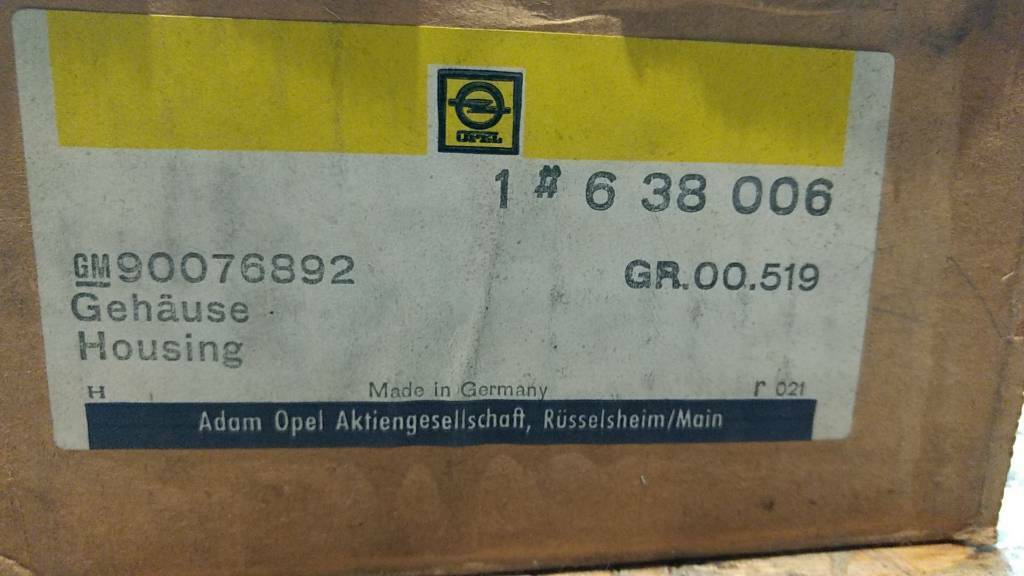 OPEL
1 # 6 38 006
GM90076892 GR.00.519
Gehäuse
Housing
H Made in Germany r 021
Adam Opel Aktiengesellschaft, Rüsselsheim/Main